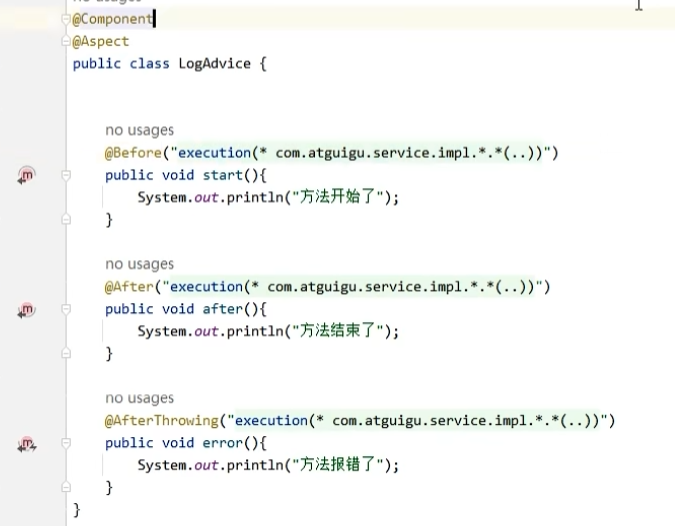 @Component
@Aspect
public class LogAdvice {
no usages
@Before("execution(* com.atguigu.service.impl.*.*(..))")
public void start(){
System.out.println("方法开始了");
}
no usages
@After("execution(* com.atguigu.service.impl.*.*(..))")
public void after(){
System.out.println("方法结束了");
}
no usages
@AfterThrowing("execution(* com.atguigu.service.impl.*.*(..))")
public void error(){
System.out.println("方法报错了");
}
}